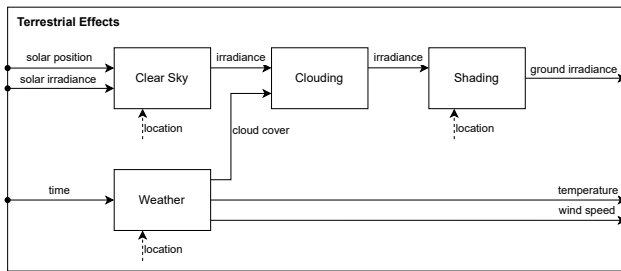 Terrestrial Effects
solar position
solar irradiance
Clear Sky
irradiance
Clouding
irradiance
Shading
ground irradiance
location
cloud cover
location
time
Weather
temperature
wind speed
location